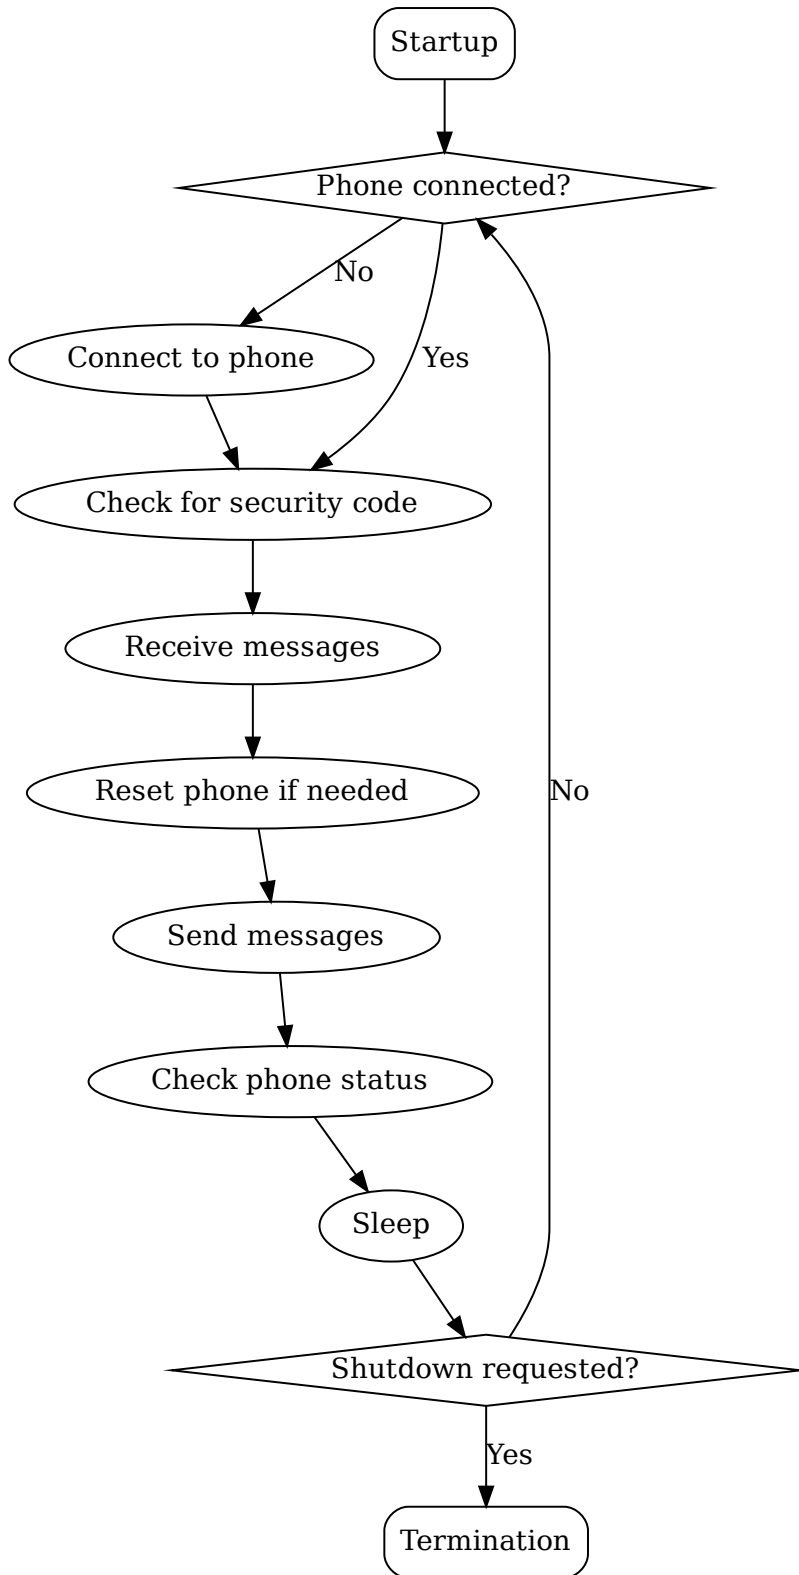 Startup
Phone connected?
No
Connect to phone
Yes
Check for security code
Receive messages
Reset phone if needed
No
Send messages
Check phone status
Sleep
Shutdown requested?
Yes
Termination